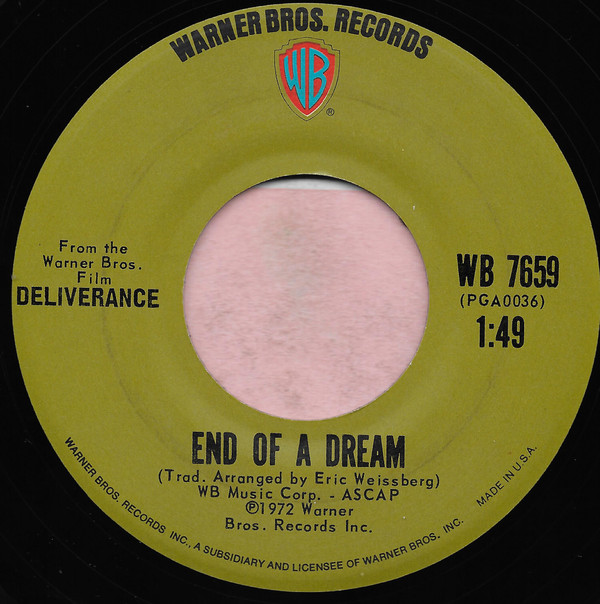 WARNER BROS. RECORDS
WB
®
From the
Warner Bros.
Film
DELIVERANCE
WB 7659
(PGA0036)
1:49
END OF A DREAM
(Trad. Arranged by Eric Weissberg)
WB Music Corp. - ASCAP
℗1972 Warner
Bros. Records Inc.
WARNER BROS. RECORDS INC., A SUBSIDIARY AND LICENSEE OF WARNER BROS. INC.
MADE IN U.S.A.